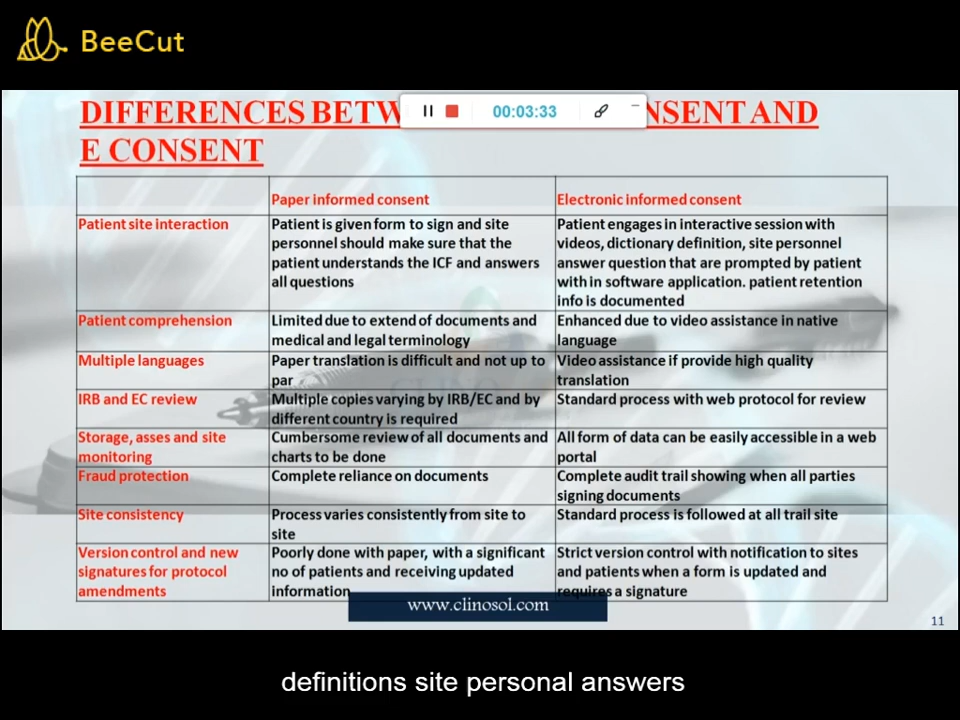 BeeCut
DIFFERENCES BETW
NSENT AND
00:03:33
E CONSENT
Paper informed consent
Electronic informed consent
Patient site interaction
Patient is given form to sign and site
personnel should make sure that the
patient understands the ICF and answers
all questions
Patient engages in interactive session with
videos, dictionary definition, site personnel
answer question that are prompted by patient
with in software application. patient retention
info is documented
Patient comprehension
Limited due to extend of documents and
medical and legal terminology
Enhanced due to video assistance in native
language
Multiple languages
Paper translation is difficult and not up to
par
Video assistance if provide high quality
translation
IRB and EC review
Multiple copies varying by IRB/EC and by
different country is required
Standard process with web protocol for review
Storage, asses and site
monitoring
Cumbersome review of all documents and
charts to be done
All form of data can be easily accessible in a web
portal
Fraud protection
Complete reliance on documents
Complete audit trail showing when all parties
signing documents
Site consistency
Process varies consistently from site to
site
Standard process is followed at all trail site
Version control and new
signatures for protocol
amendments
Poorly done with paper, with a significant
no of patients and receiving updated
information
Strict version control with notification to sites
and patients when a form is updated and
requires a signature
www.clinosol.com
11
definitions site personal answers